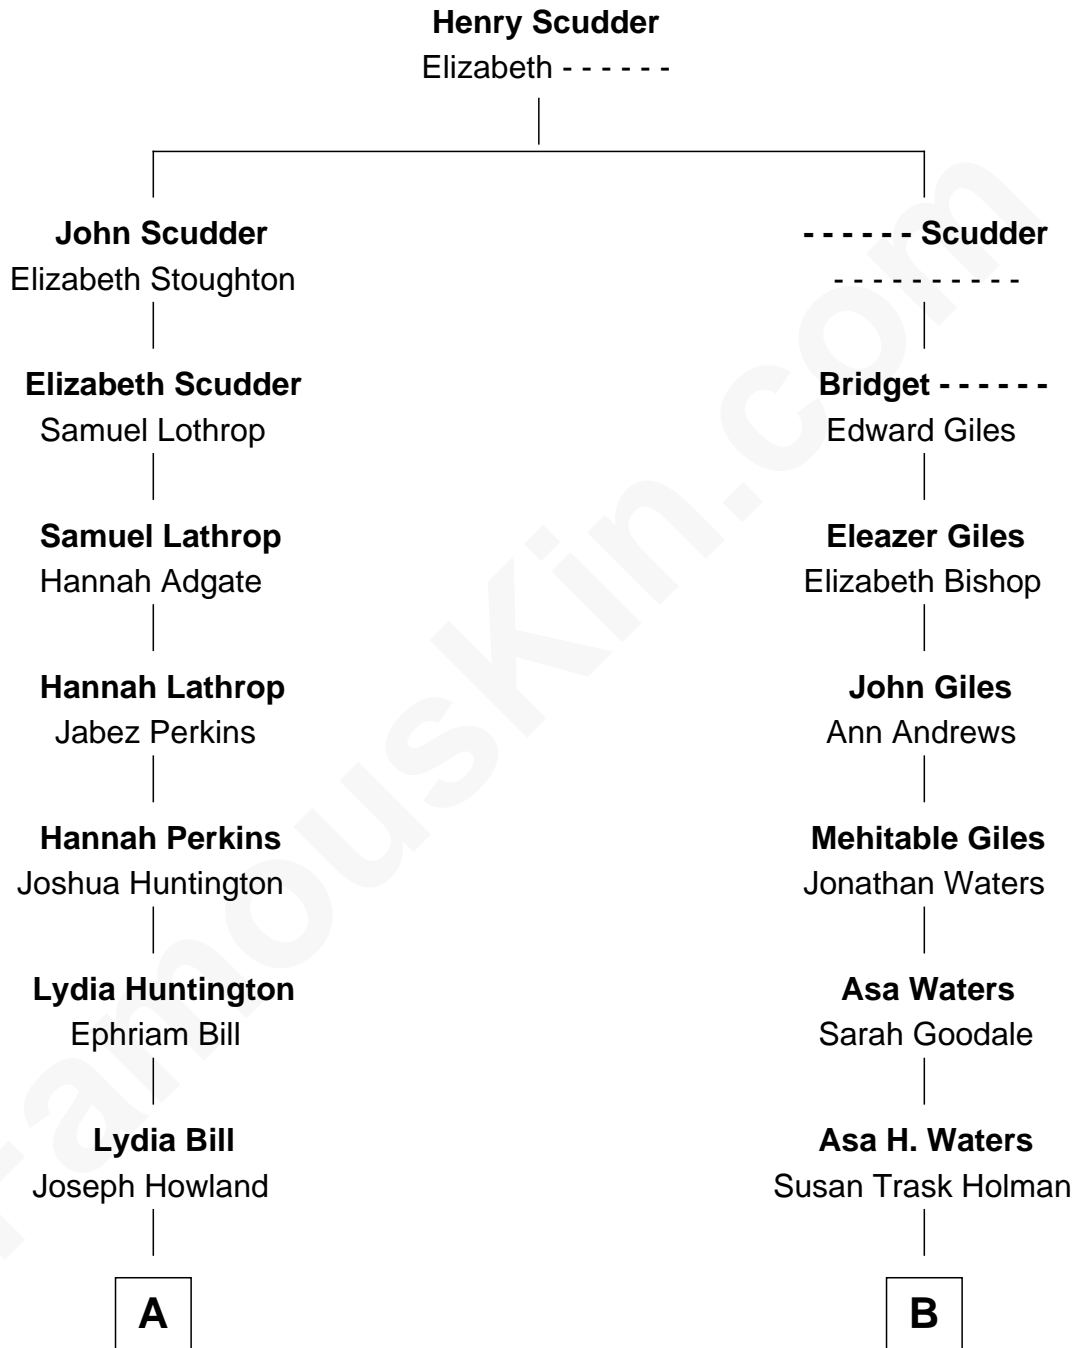 Henry Scudder
Elizabeth - - - - - -
John Scudder
Elizabeth Stoughton
- - - - - - Scudder
- - - - - - - - - -
Elizabeth Scudder
Samuel Lothrop
Bridget - - - - - -
Edward Giles
Samuel Lathrop
Hannah Adgate
Eleazer Giles
Elizabeth Bishop
Hannah Lathrop
Jabez Perkins
John Giles
Ann Andrews
Hannah Perkins
Joshua Huntington
Mehitable Giles
Jonathan Waters
Lydia Huntington
Ephriam Bill
Asa Waters
Sarah Goodale
Lydia Bill
Joseph Howland
Asa H. Waters
Susan Trask Holman
A
B
FamousKin.com